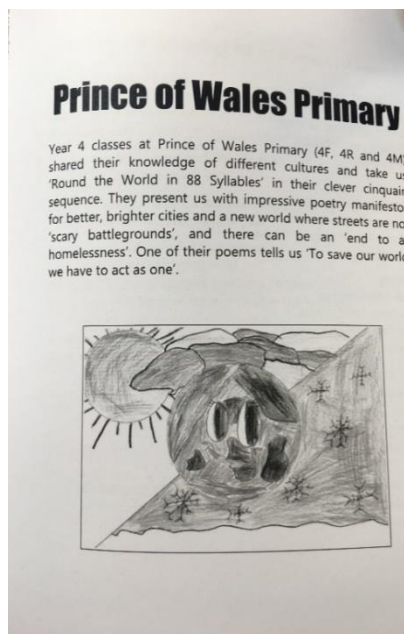 Prince of Wales Primary
Year 4 classes at Prince of Wales Primary (4F, 4R and 4M)
shared their knowledge of different cultures and take us
'Round the World in 88 Syllables' in their clever cinquain
sequence. They present us with impressive poetry manifesto
for better, brighter cities and a new world where streets are no
'scary battlegrounds', and there can be an 'end to a
homelessness'. One of their poems tells us 'To save our world
we have to act as one'.